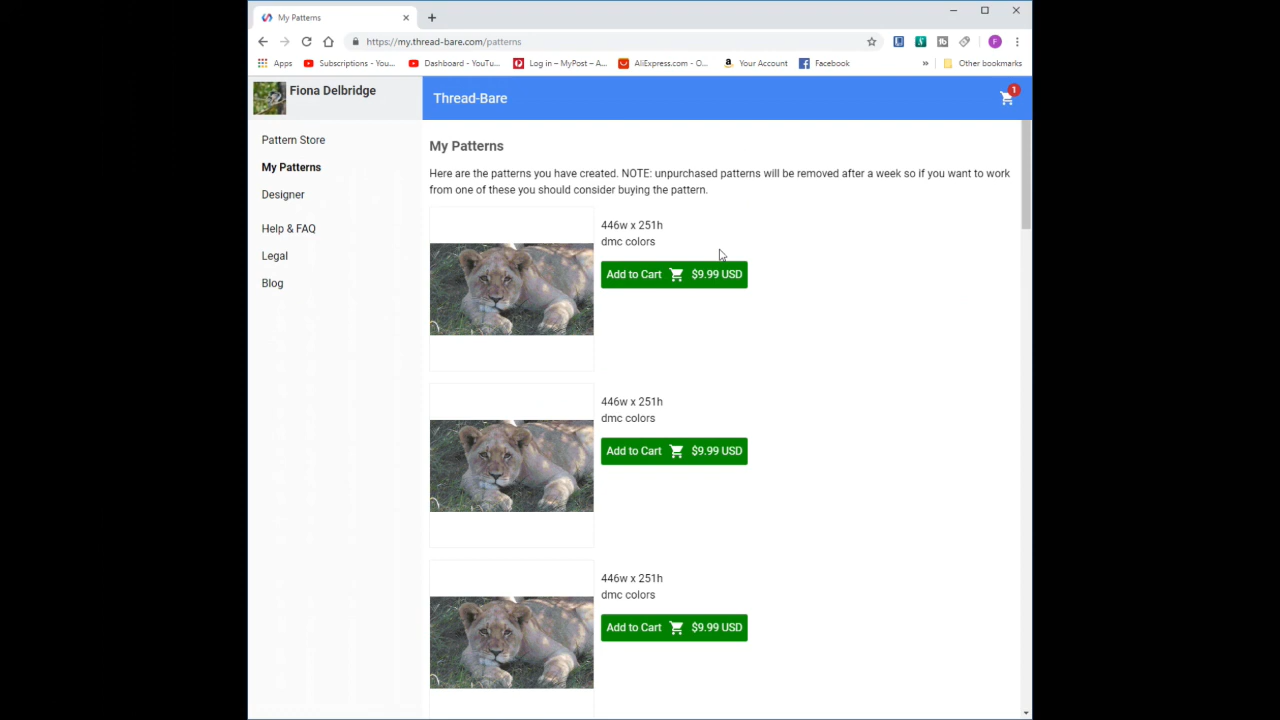 My Patterns
https://my.thread-bare.com/patterns
F
Apps
Subscriptions - You...
Dashboard - YouTu...
Log in – MyPost – A...
AliExpress.com - O...
Your Account
Facebook
»
Other bookmarks
Fiona Delbridge
Thread-Bare
1
Pattern Store
My Patterns
Designer
Help & FAQ
Legal
Blog
My Patterns
Here are the patterns you have created. NOTE: unpurchased patterns will be removed after a week so if you want to work
from one of these you should consider buying the pattern.
446w x 251h
dmc colors
Add to Cart $9.99 USD
446w x 251h
dmc colors
Add to Cart $9.99 USD
446w x 251h
dmc colors
Add to Cart $9.99 USD